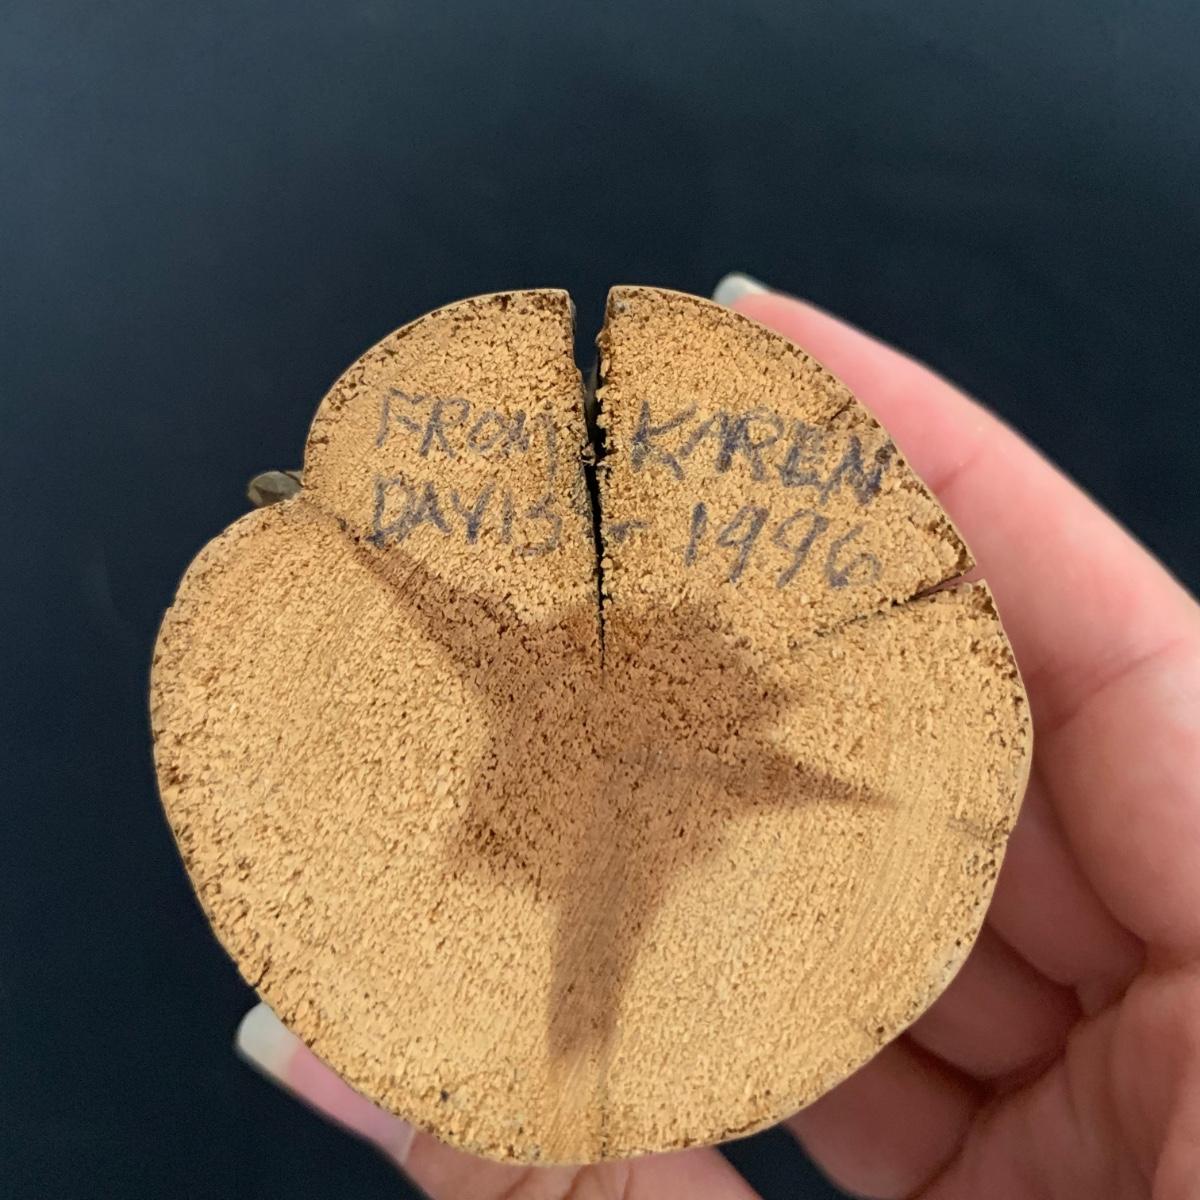 FROM KAREN
DAVIS - 1996